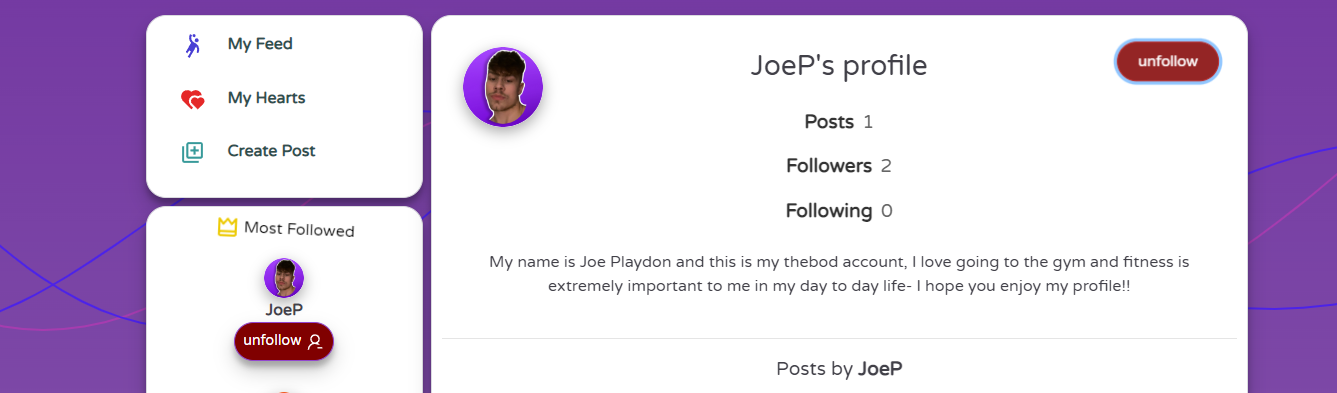 My Feed
My Hearts
Create Post
Most Followed
JoeP
unfollow
JoeP's profile
unfollow
Posts 1
Followers 2
Following 0
My name is Joe Playdon and this is my thebod account, I love going to the gym and fitness is
extremely important to me in my day to day life- I hope you enjoy my profile!!
Posts by JoeP